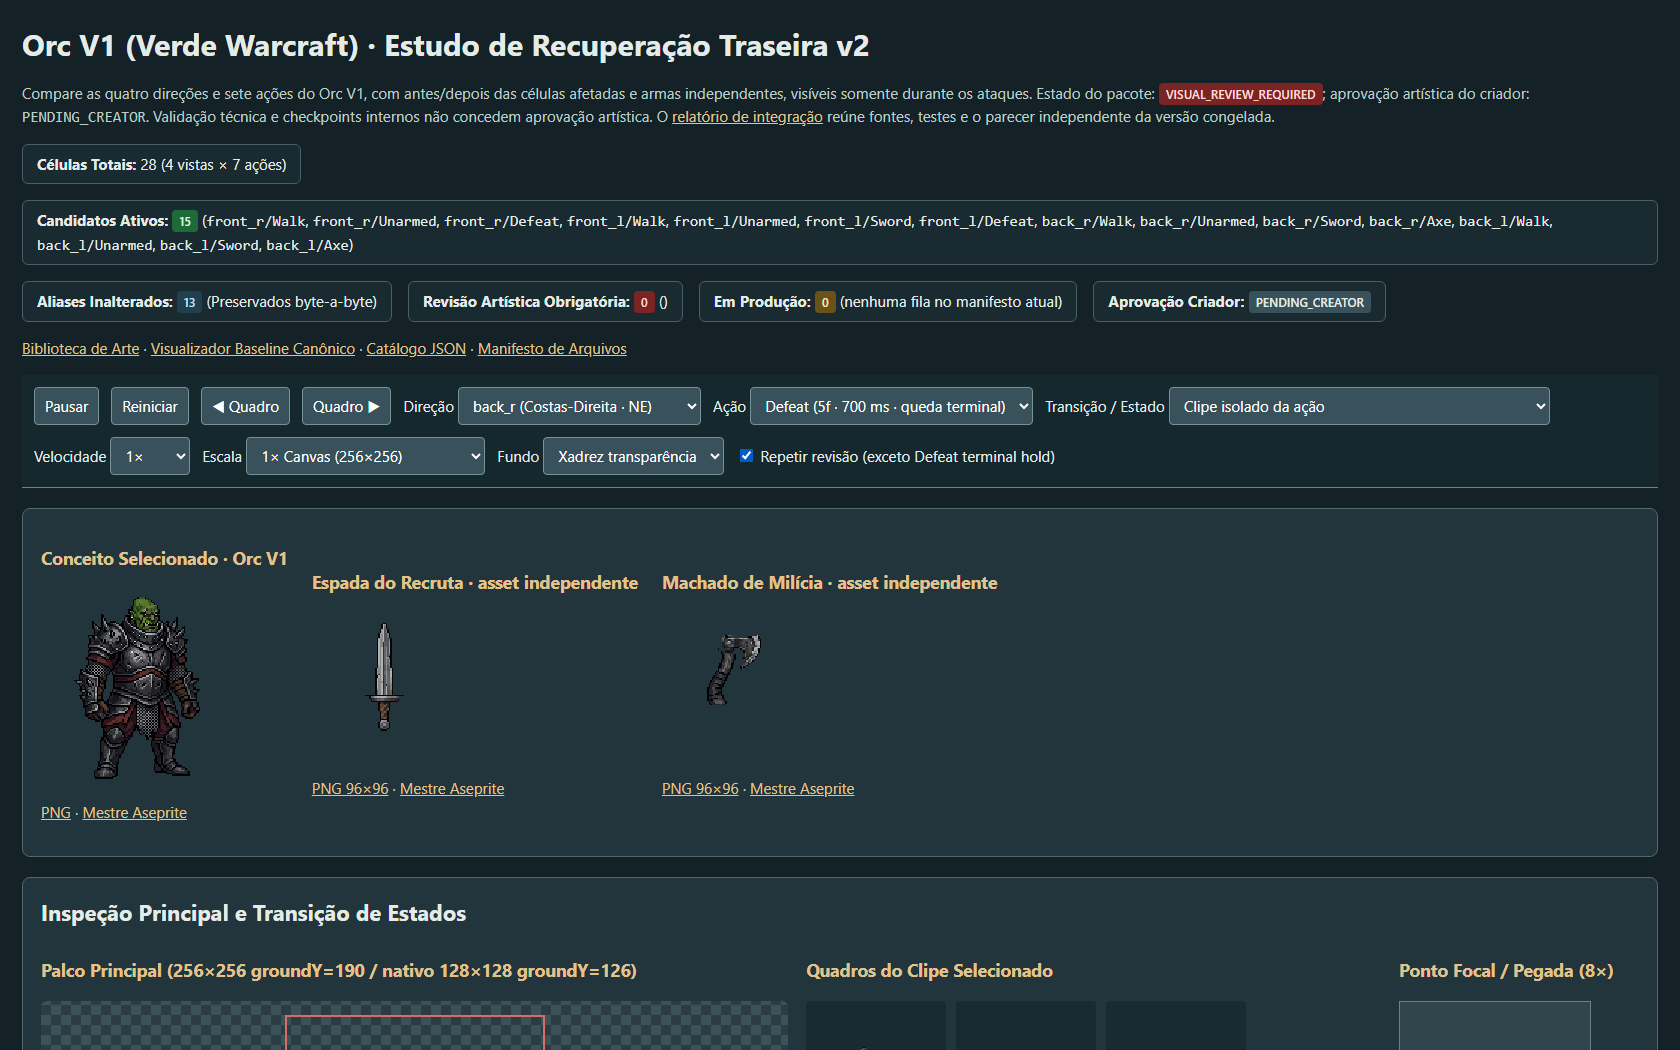 Orc V1 (Verde Warcraft) · Estudo de Recuperação Traseira v2
Compare as quatro direções e sete ações do Orc V1, com antes/depois das células afetadas e armas independentes, visíveis somente durante os ataques. Estado do pacote: VISUAL_REVIEW_REQUIRED; aprovação artística do criador:
PENDING_CREATOR. Validação técnica e checkpoints internos não concedem aprovação artística. O relatório de integração reúne fontes, testes e o parecer independente da versão congelada.
Células Totais: 28 (4 vistas × 7 ações)
Candidatos Ativos: 15 (front_r/Walk, front_r/Unarmed, front_r/Defeat, front_l/Walk, front_l/Unarmed, front_l/Sword, front_l/Defeat, back_r/Walk, back_r/Unarmed, back_r/Sword, back_r/Axe, back_l/Walk,
back_l/Unarmed, back_l/Sword, back_l/Axe)
Aliases Inalterados: 13 (Preservados byte-a-byte) Revisão Artística Obrigatória: 0 () Em Produção: 0 (nenhuma fila no manifesto atual) Aprovação Criador: PENDING_CREATOR
Biblioteca de Arte · Visualizador Baseline Canônico · Catálogo JSON · Manifesto de Arquivos
Pausar Reiniciar ◀ Quadro Quadro ▶ Direção back_r (Costas-Direita · NE) Ação Defeat (5f · 700 ms · queda terminal) Transição / Estado Clipe isolado da ação
Velocidade 1× Escala 1× Canvas (256×256) Fundo Xadrez transparência Repetir revisão (exceto Defeat terminal hold)
Conceito Selecionado · Orc V1
Espada do Recruta · asset independente Machado de Milícia · asset independente
PNG 96×96 · Mestre Aseprite PNG 96×96 · Mestre Aseprite
PNG · Mestre Aseprite
Inspeção Principal e Transição de Estados
Palco Principal (256×256 groundY=190 / nativo 128×128 groundY=126) Quadros do Clipe Selecionado Ponto Focal / Pegada (8×)